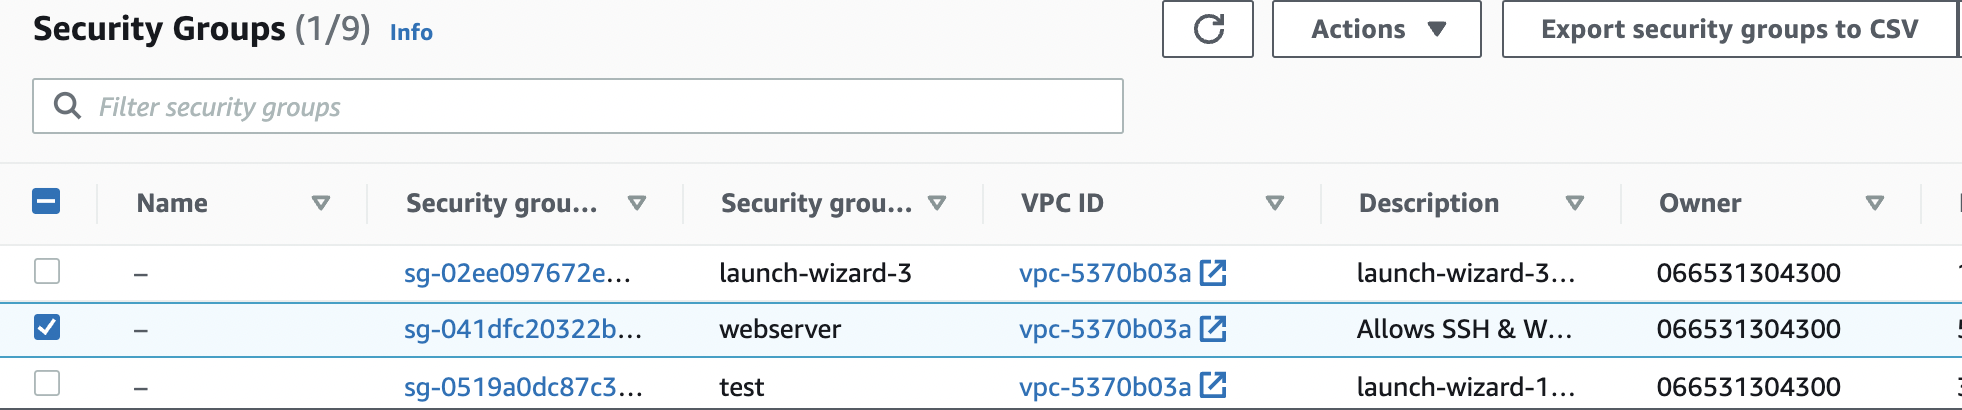 Security Groups (1/9) Info
Actions
Export security groups to CSV
Filter security groups
Name Security grou... Security grou... VPC ID Description Owner
– sg-02ee097672e... launch-wizard-3 vpc-5370b03a launch-wizard-3... 066531304300
– sg-041dfc20322b... webserver vpc-5370b03a Allows SSH & W... 066531304300
– sg-0519a0dc87c3... test vpc-5370b03a launch-wizard-1... 066531304300